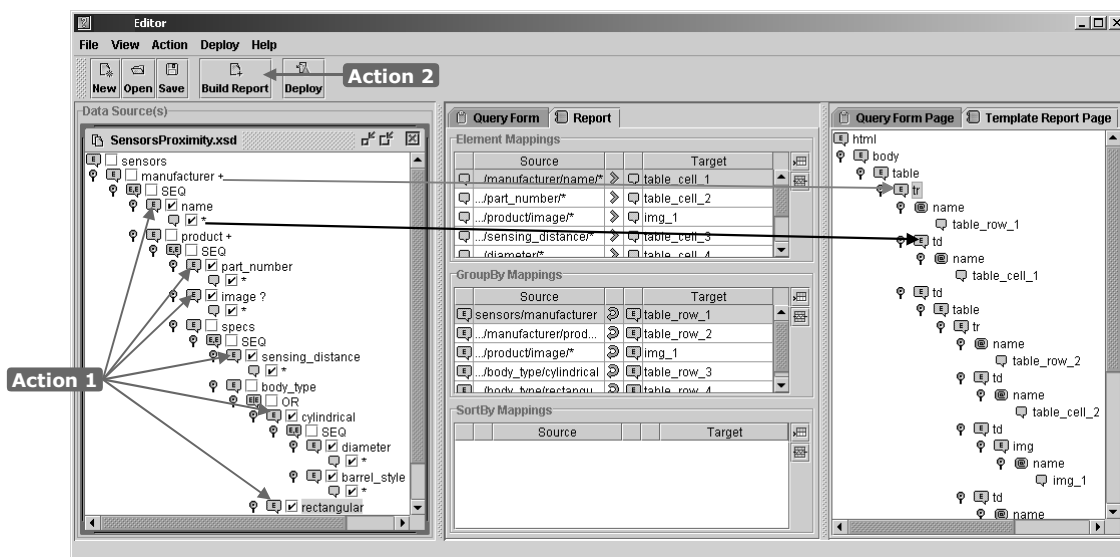 Editor
File View Action Deploy Help
New Open Save Build Report Deploy
Action 2
Data Source(s)
SensorsProximity.xsd
sensors
manufacturer +
SEQ
name
*
product +
SEQ
part_number
*
image ?
*
specs
SEQ
sensing_distance
*
body_type
OR
cylindrical
SEQ
diameter
*
barrel_style
*
rectangular
Action 1
Query Form Report
Element Mappings
Source Target
.../manufacturer/name/* table_cell_1
.../part_number/* table_cell_2
.../product/image/* img_1
.../sensing_distance/* table_cell_3
.../diameter/* table_cell_4
GroupBy Mappings
Source Target
sensors/manufacturer table_row_1
.../manufacturer/prod... table_row_2
.../product/image/* img_1
.../body_type/cylindrical table_row_3
.../body_type/rectangu... table_row_4
SortBy Mappings
Source Target
Query Form Page Template Report Page
html
body
table
tr
name
table_row_1
td
name
table_cell_1
td
table
tr
name
table_row_2
td
name
table_cell_2
td
img
name
img_1
td
name